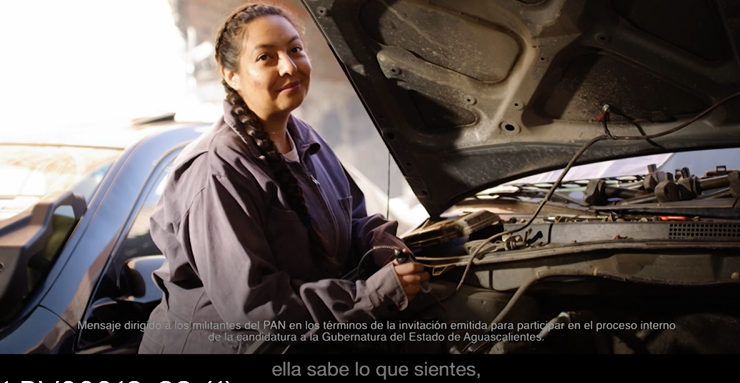 Mensaje dirigido a los militantes del PAN en los términos de la invitación emitida para participar en el proceso interno
de la candidatura a la Gubernatura del Estado de Aguascalientes.
ella sabe lo que sientes,